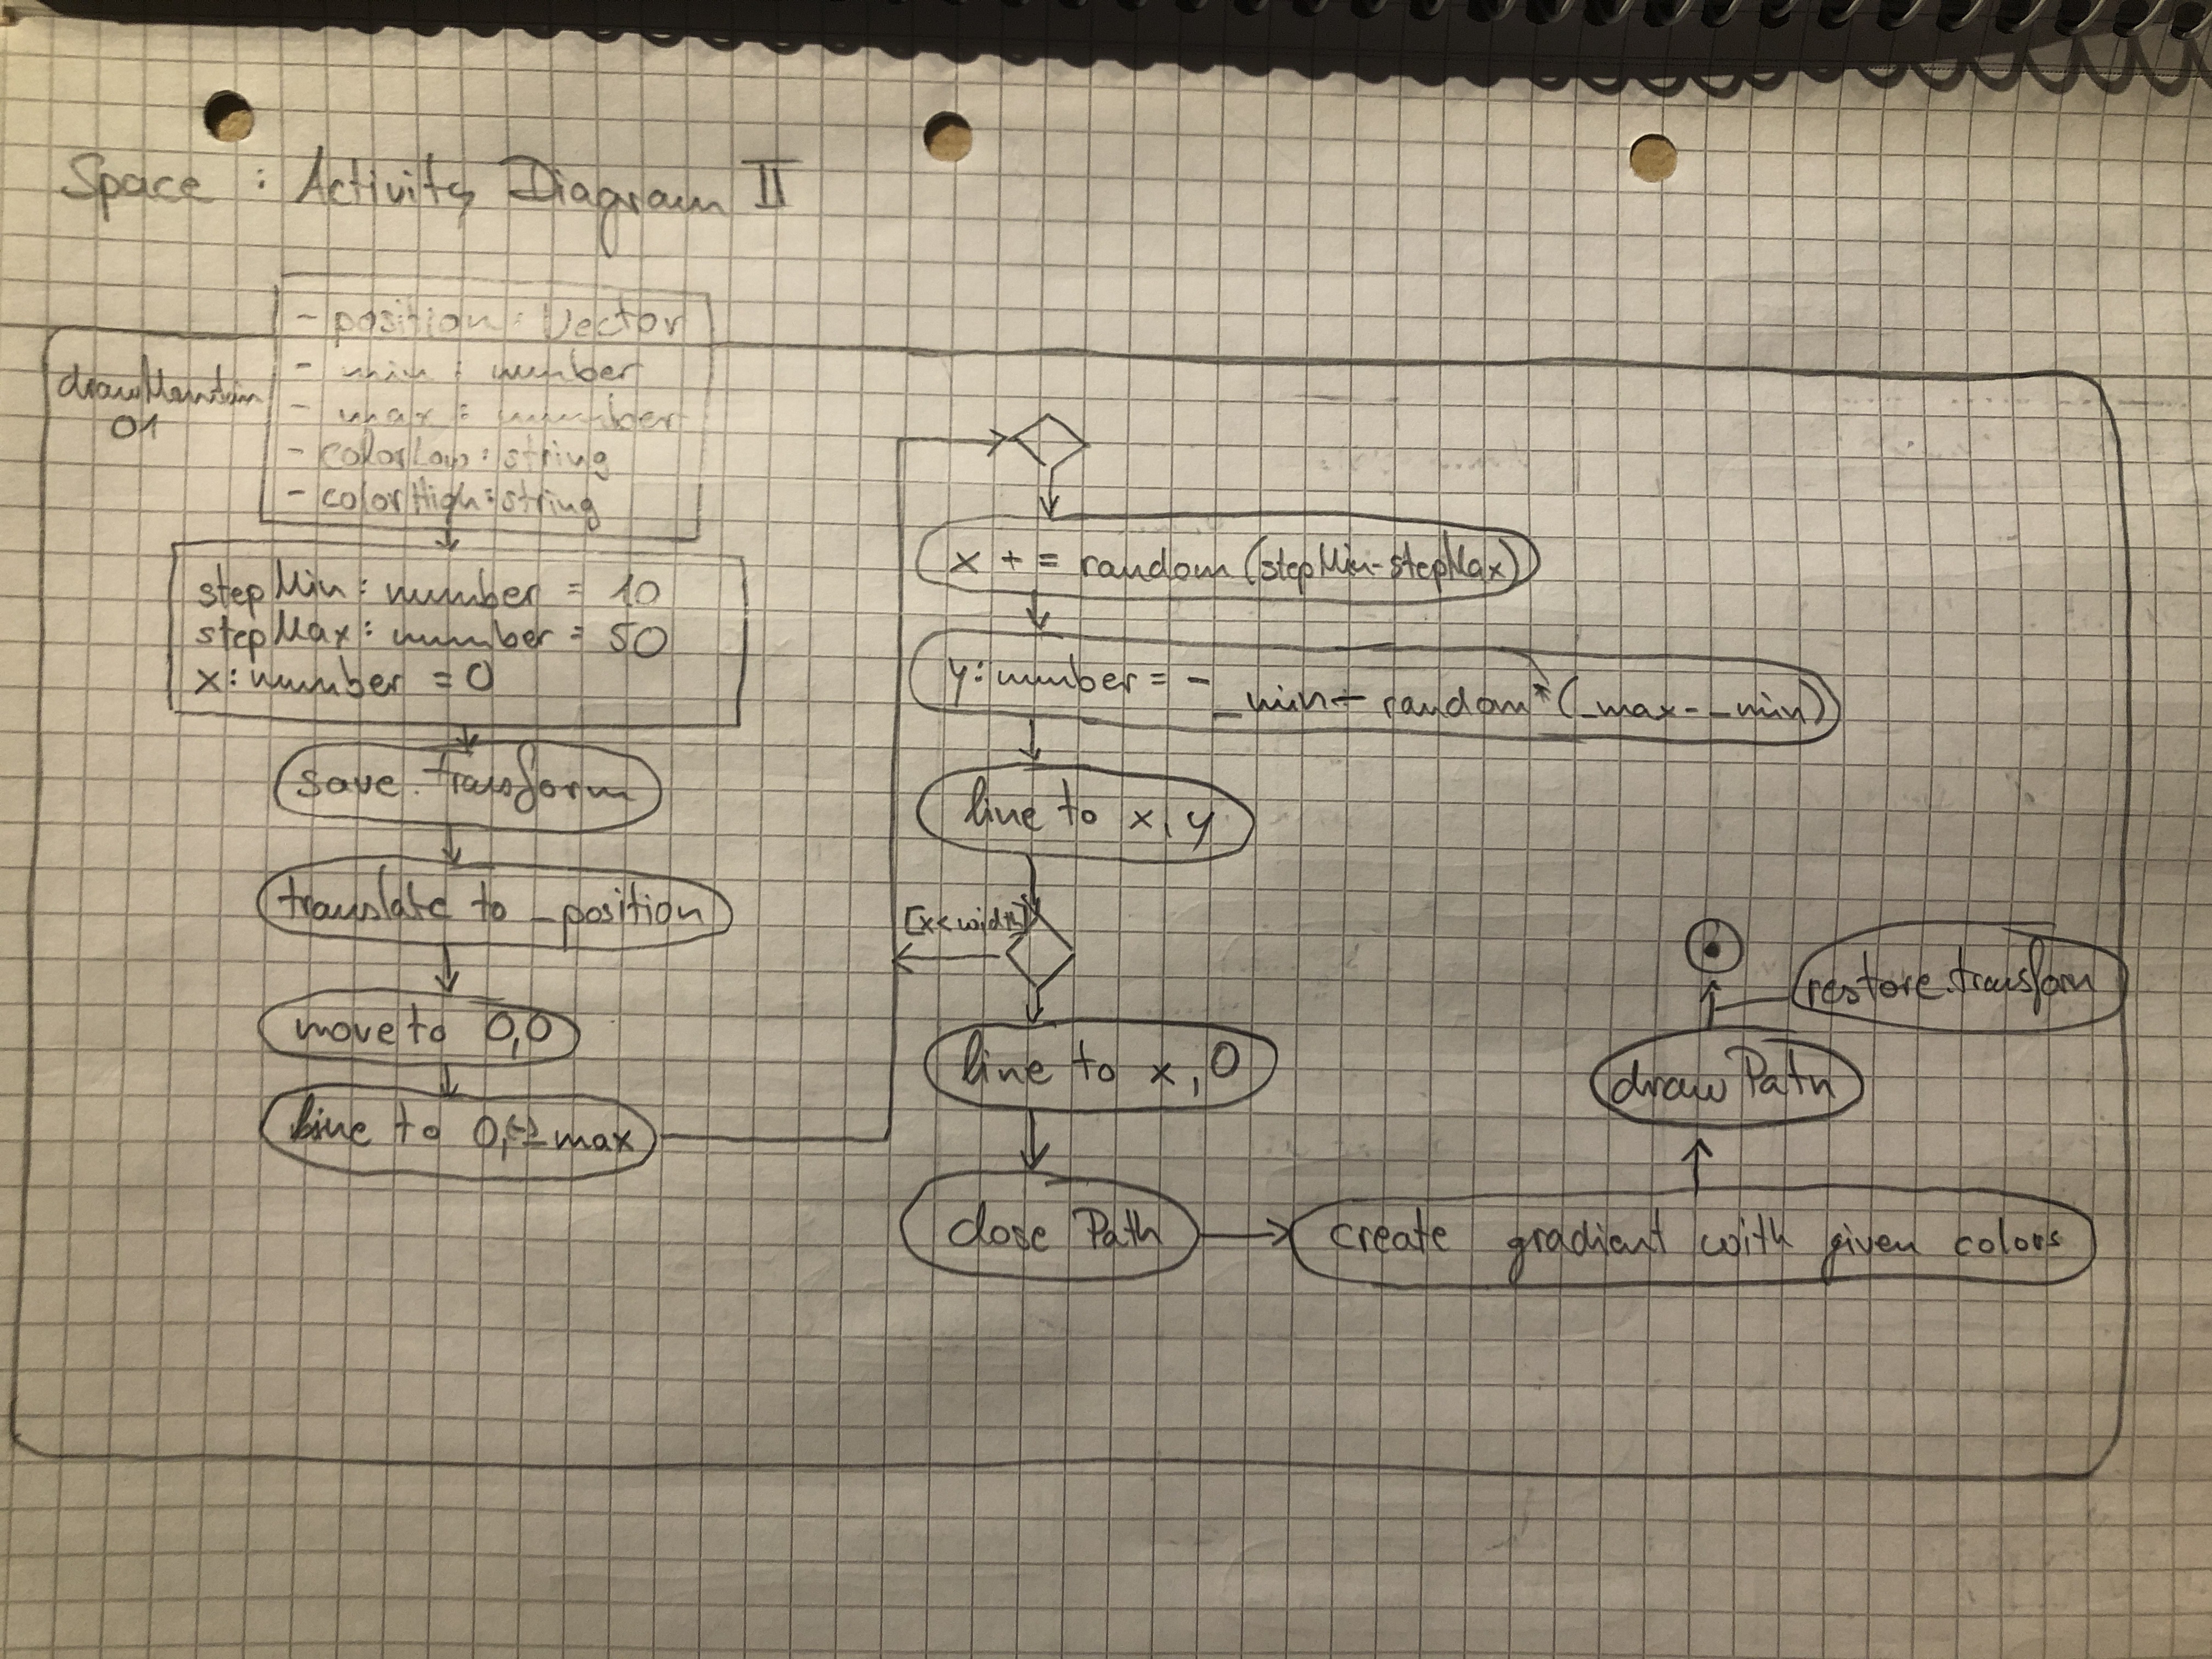 Space : Activity Diagram II
drawMountain
01
- position : Vector
- min : number
- max : number
- colorLow : string
- colorHigh : string
stepMin : number = 10
stepMax : number = 50
x : number = 0
save Transform
translate to _position
move to 0,0
line to 0,(-)_max
x += random (stepMin-stepMax)
y : number = - _min - random * (_max - _min)
line to x,y
[x<width]
line to x,0
close Path
create gradient with given colors
draw Path
restore Transform